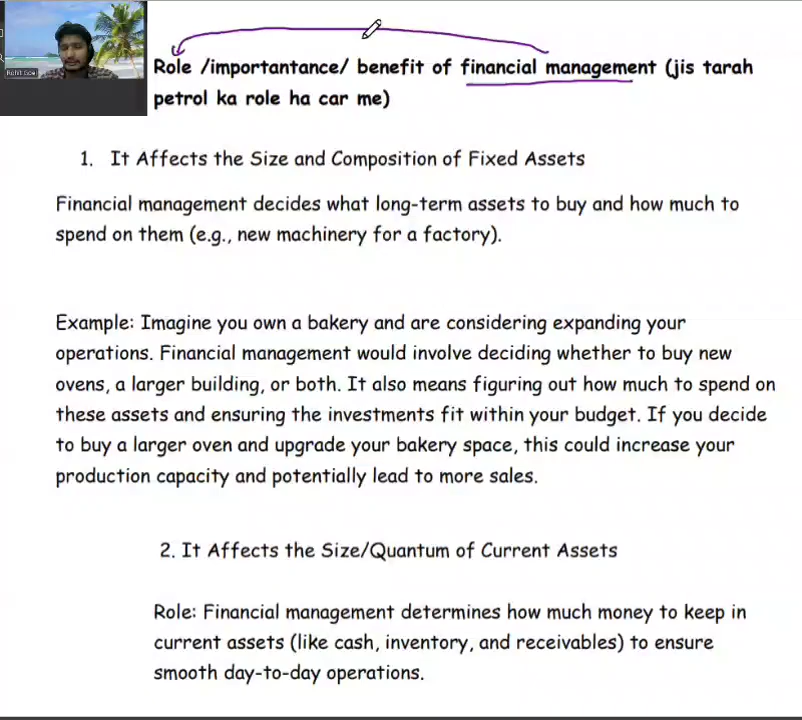 Rohit Goel
Role /importantance/ benefit of financial management (jis tarah
petrol ka role ha car me)
1. It Affects the Size and Composition of Fixed Assets
Financial management decides what long-term assets to buy and how much to
spend on them (e.g., new machinery for a factory).
Example: Imagine you own a bakery and are considering expanding your
operations. Financial management would involve deciding whether to buy new
ovens, a larger building, or both. It also means figuring out how much to spend on
these assets and ensuring the investments fit within your budget. If you decide
to buy a larger oven and upgrade your bakery space, this could increase your
production capacity and potentially lead to more sales.
2. It Affects the Size/Quantum of Current Assets
Role: Financial management determines how much money to keep in
current assets (like cash, inventory, and receivables) to ensure
smooth day-to-day operations.